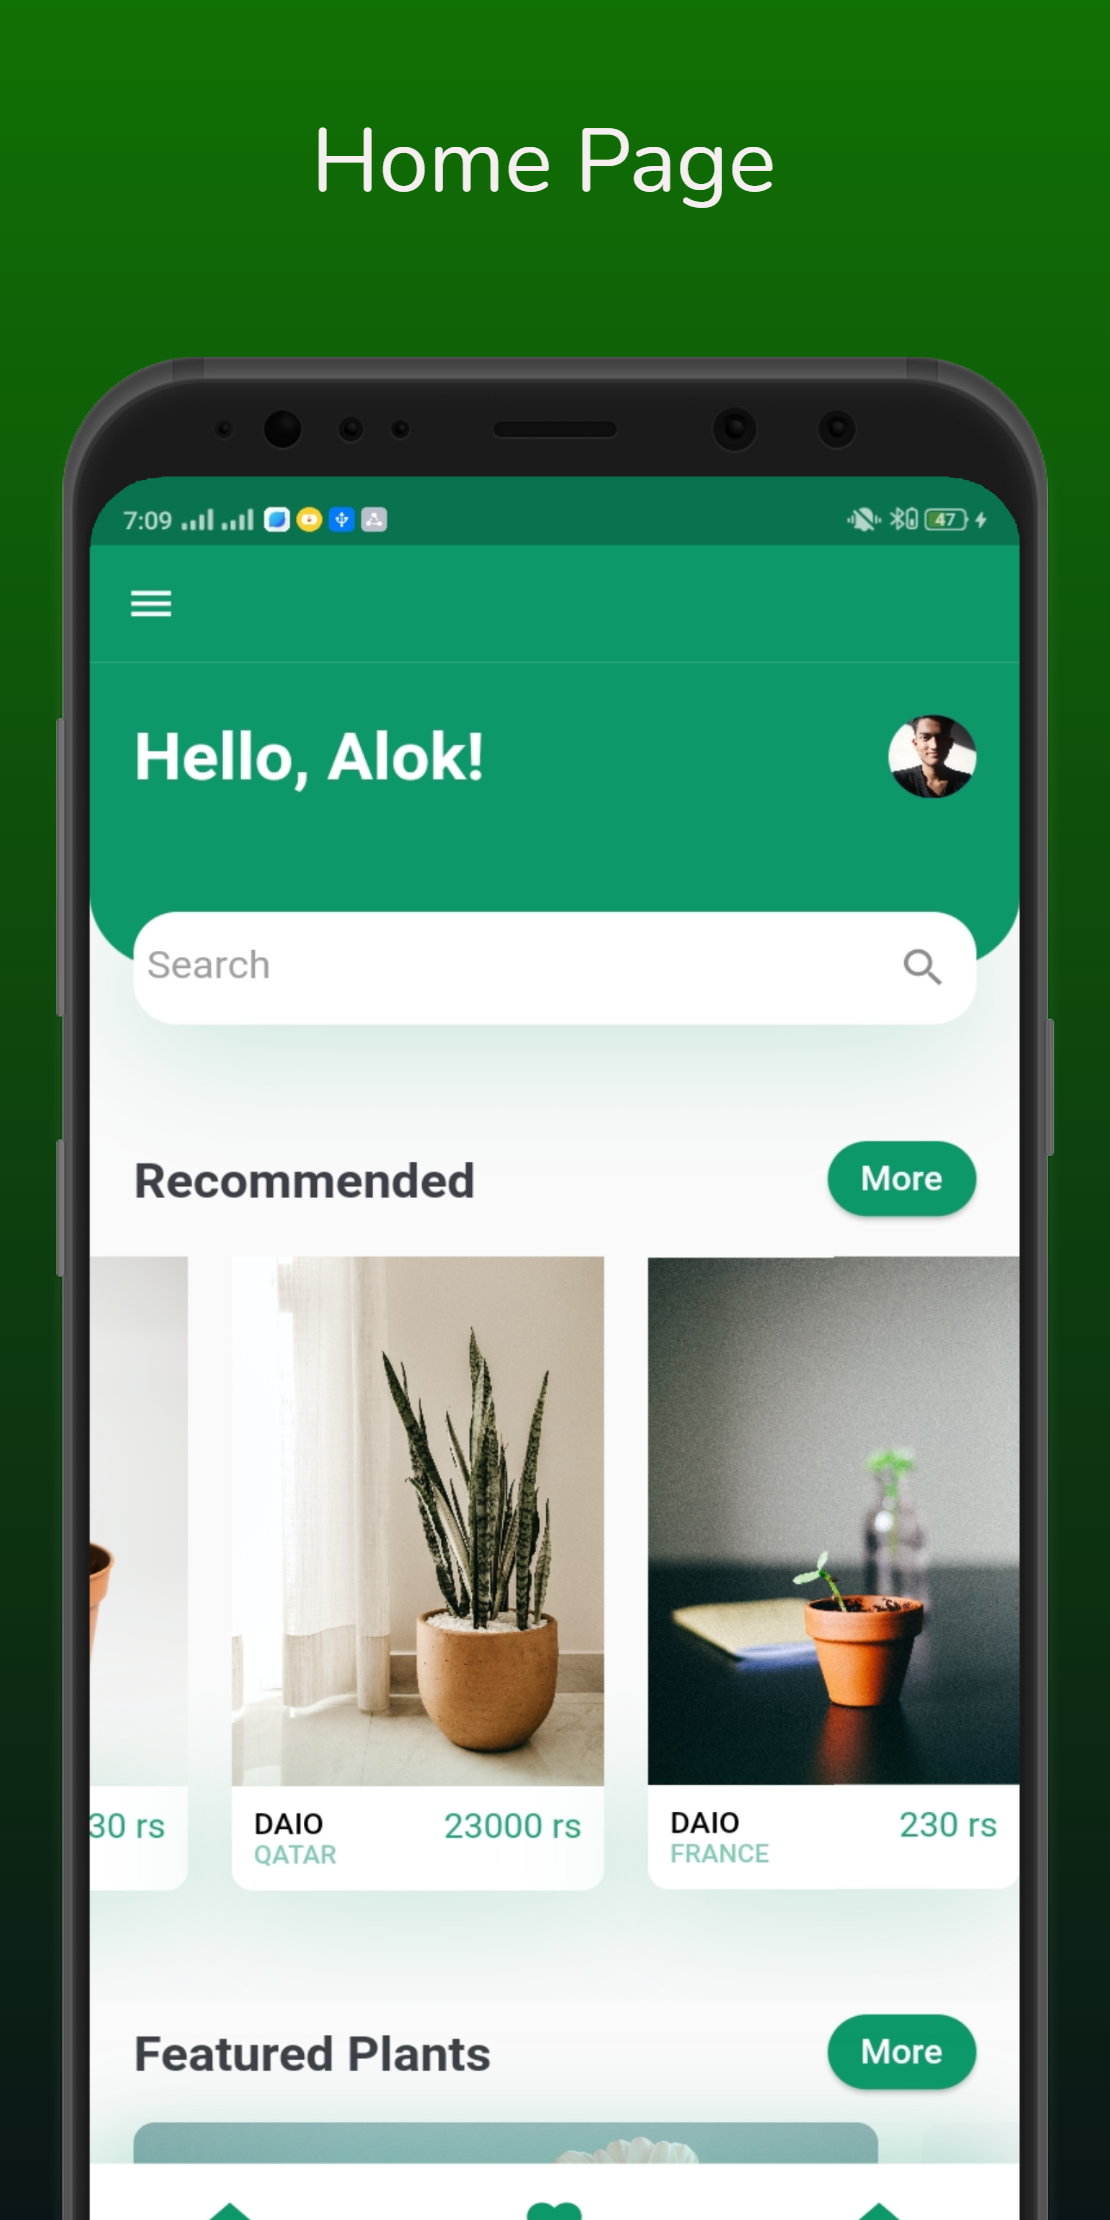 Home Page
7:09
47
Hello, Alok!
Search
Recommended
More
30 rs
DAIO
23000 rs
QATAR
DAIO
230 rs
FRANCE
Featured Plants
More